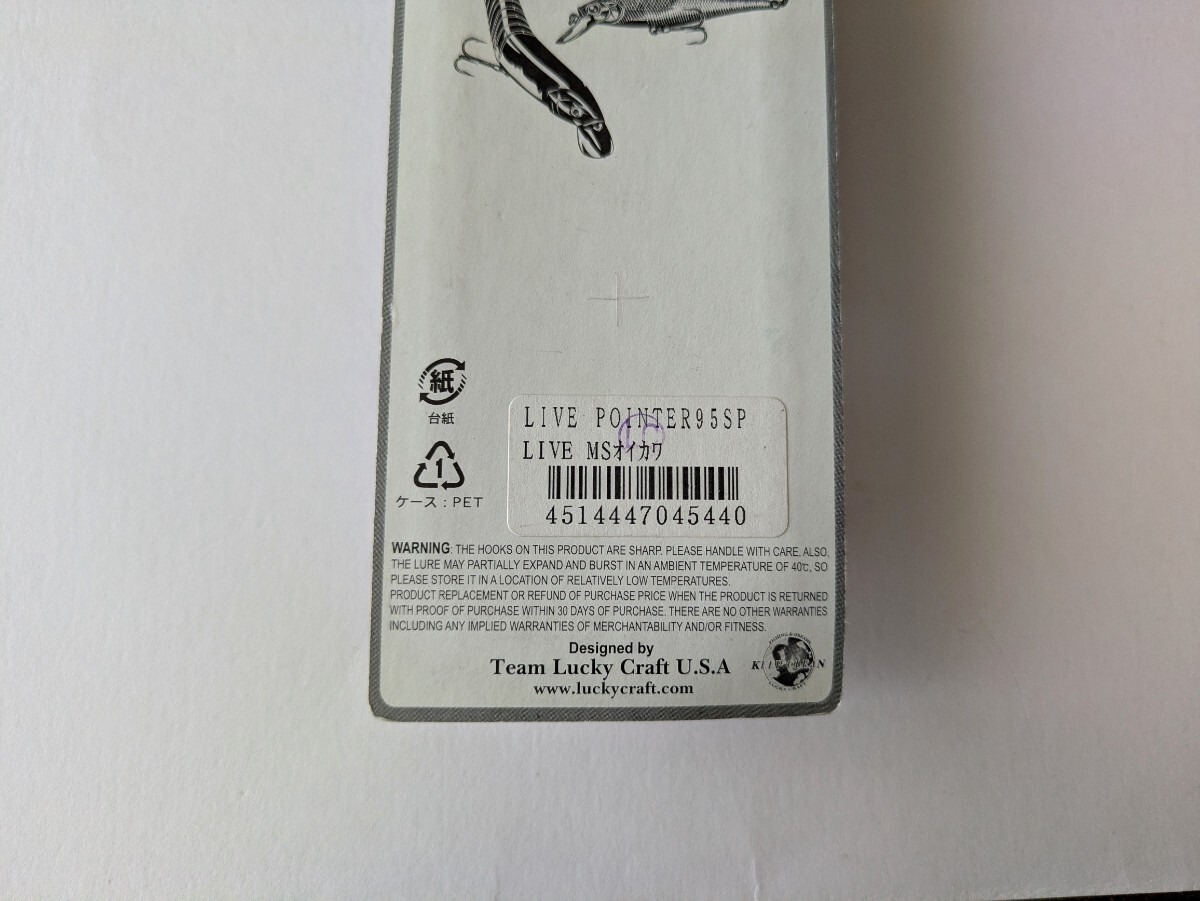 紙
台紙
1
ケース：PET
LIVE POINTER95SP
LIVE MSオイカワ
4514447045440
WARNING: THE HOOKS ON THIS PRODUCT ARE SHARP. PLEASE HANDLE WITH CARE. ALSO,
THE LURE MAY PARTIALLY EXPAND AND BURST IN AN AMBIENT TEMPERATURE OF 40℃, SO
PLEASE STORE IT IN A LOCATION OF RELATIVELY LOW TEMPERATURES.
PRODUCT REPLACEMENT OR REFUND OF PURCHASE PRICE WHEN THE PRODUCT IS RETURNED
WITH PROOF OF PURCHASE WITHIN 30 DAYS OF PURCHASE. THERE ARE NO OTHER WARRANTIES
INCLUDING ANY IMPLIED WARRANTIES OF MERCHANTABILITY AND/OR FITNESS.
Designed by
Team Lucky Craft U.S.A
www.luckycraft.com
LUCKY CRAFT